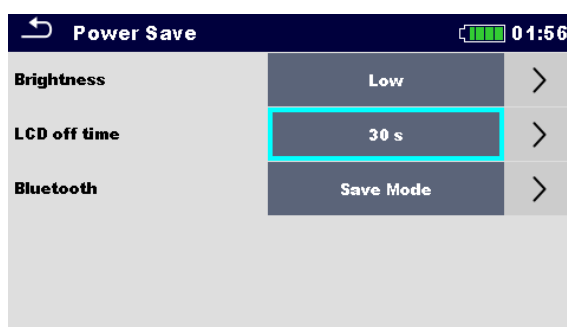 Power Save 01:56
Brightness Low
LCD off time 30 s
Bluetooth Save Mode